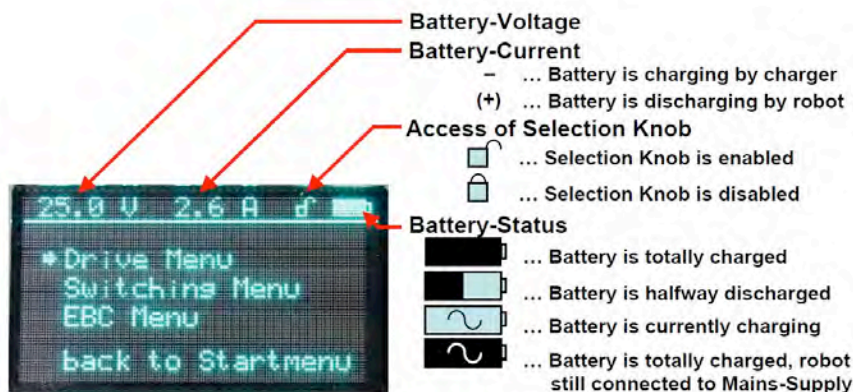 Battery-Voltage
Battery-Current
– ... Battery is charging by charger
(+) ... Battery is discharging by robot
Access of Selection Knob
... Selection Knob is enabled
... Selection Knob is disabled
25.0 V 2.6 A
Battery-Status
Drive Menu
... Battery is totally charged
Switching Menu
... Battery is halfway discharged
EBC Menu
... Battery is currently charging
back to Startmenu
... Battery is totally charged, robot
still connected to Mains-Supply